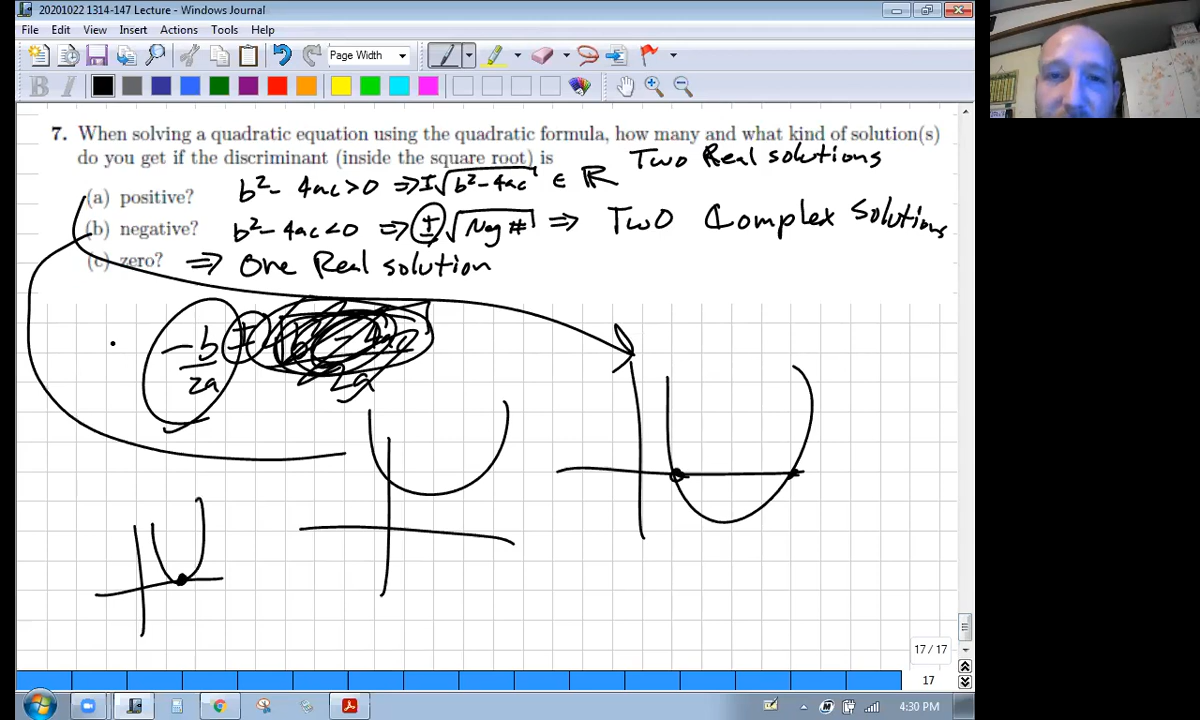 20201022 1314-147 Lecture - Windows Journal
File Edit View Insert Actions Tools Help
Page Width
B I
7. When solving a quadratic equation using the quadratic formula, how many and what kind of solution(s)
do you get if the discriminant (inside the square root) is Two Real solutions
(a) positive? b² - 4ac > 0 ⇒ ±√b² - 4ac ∈ ℝ
(b) negative? b² - 4ac < 0 ⇒ ±√Neg # ⇒ Two Complex Solutions
(c) zero? ⇒ One Real solution
-b
2a
2a
17 / 17
17
4:30 PM